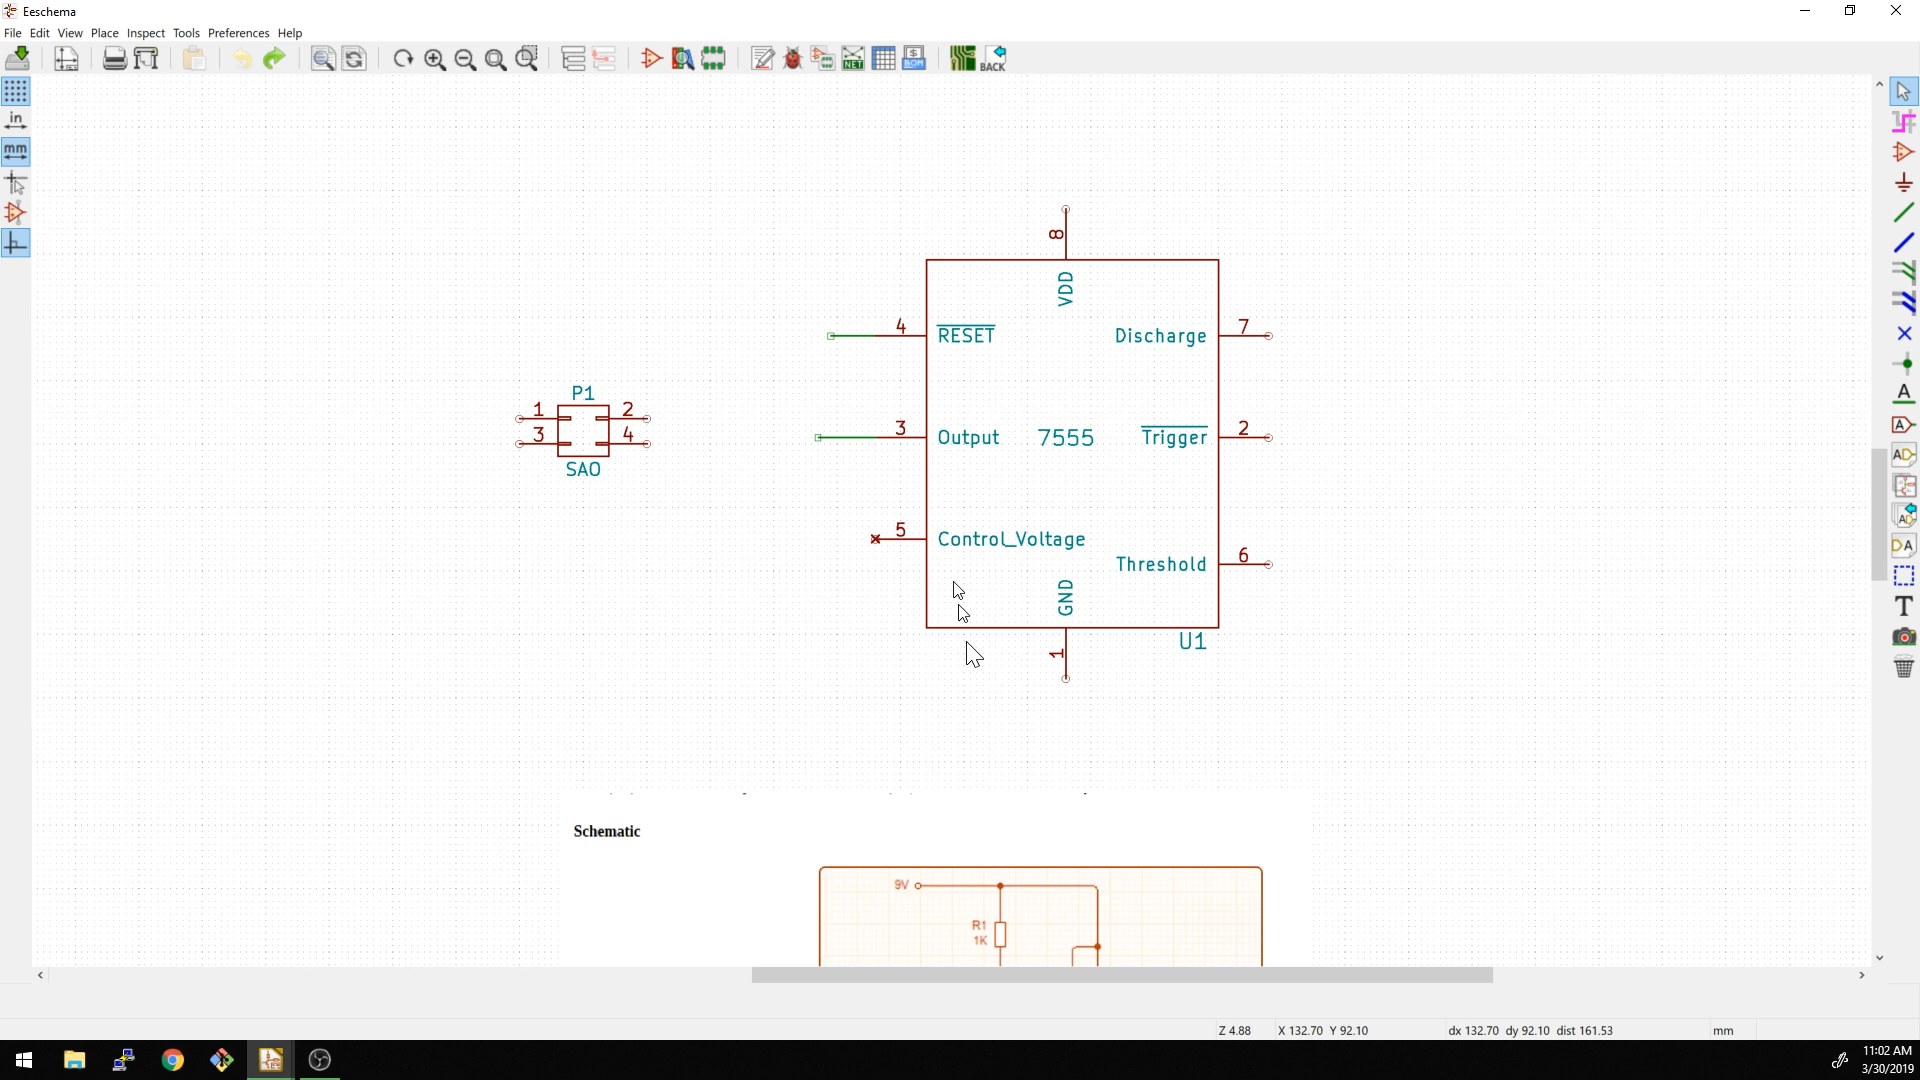 Eeschema
File Edit View Place Inspect Tools Preferences Help
NET
$
BOM
BACK
in
mm
8
VDD
4
RESET
Discharge
7
P1
1
2
3
4
SAO
3
Output
7555
Trigger
2
5
Control_Voltage
Threshold
6
GND
1
U1
A
A
A
A
A
T
Schematic
9V
R1
1K
Z 4.88
X 132.70 Y 92.10
dx 132.70 dy 92.10 dist 161.53
mm
11:02 AM
3/30/2019